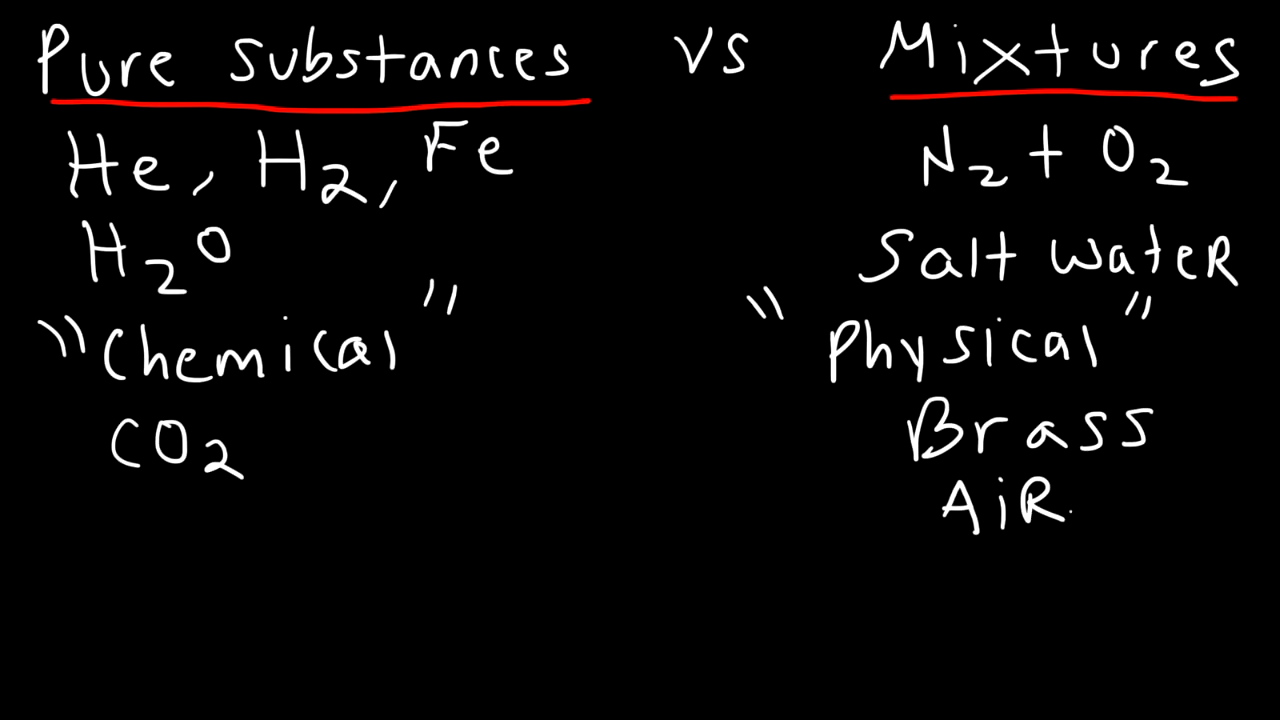 Pure Substances vs Mixtures
He, H₂, Fe
H₂O
"Chemical"
CO₂
N₂ + O₂
Salt water
"Physical"
Brass
AiR